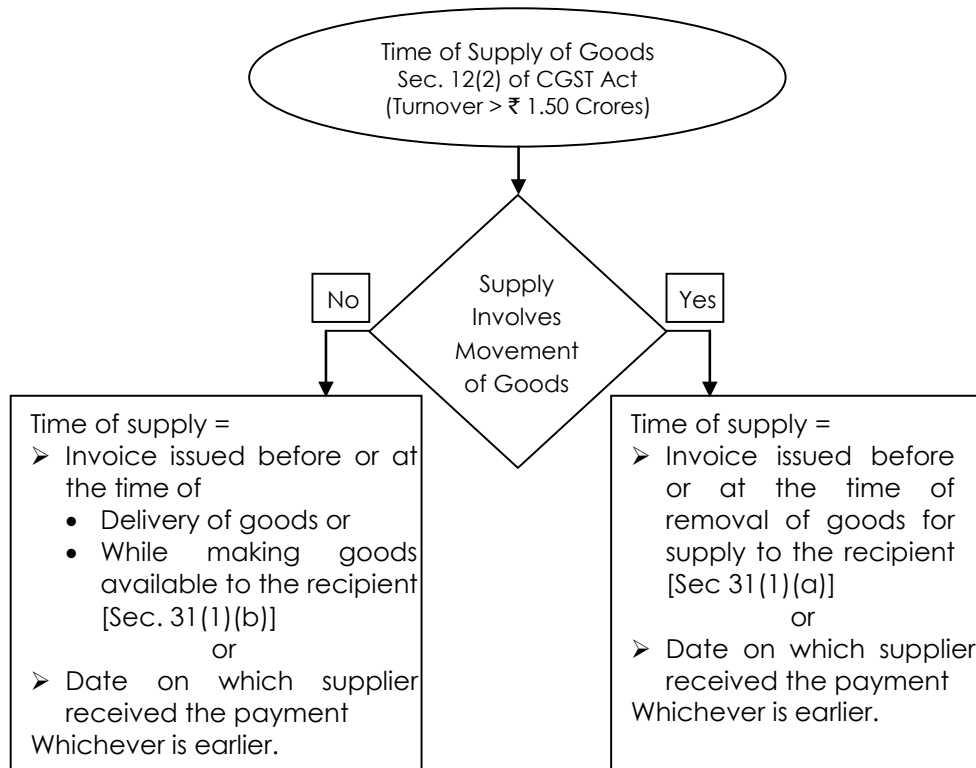 Time of Supply of Goods
Sec. 12(2) of CGST Act
(Turnover > ₹ 1.50 Crores)
Supply
Involves
Movement
of Goods
No
Yes
Time of supply =
➢ Invoice issued before or at
the time of
• Delivery of goods or
• While making goods
available to the recipient
[Sec. 31(1)(b)]
or
➢ Date on which supplier
received the payment
Whichever is earlier.
Time of supply =
➢ Invoice issued before
or at the time of
removal of goods for
supply to the recipient
[Sec 31(1)(a)]
or
➢ Date on which supplier
received the payment
Whichever is earlier.